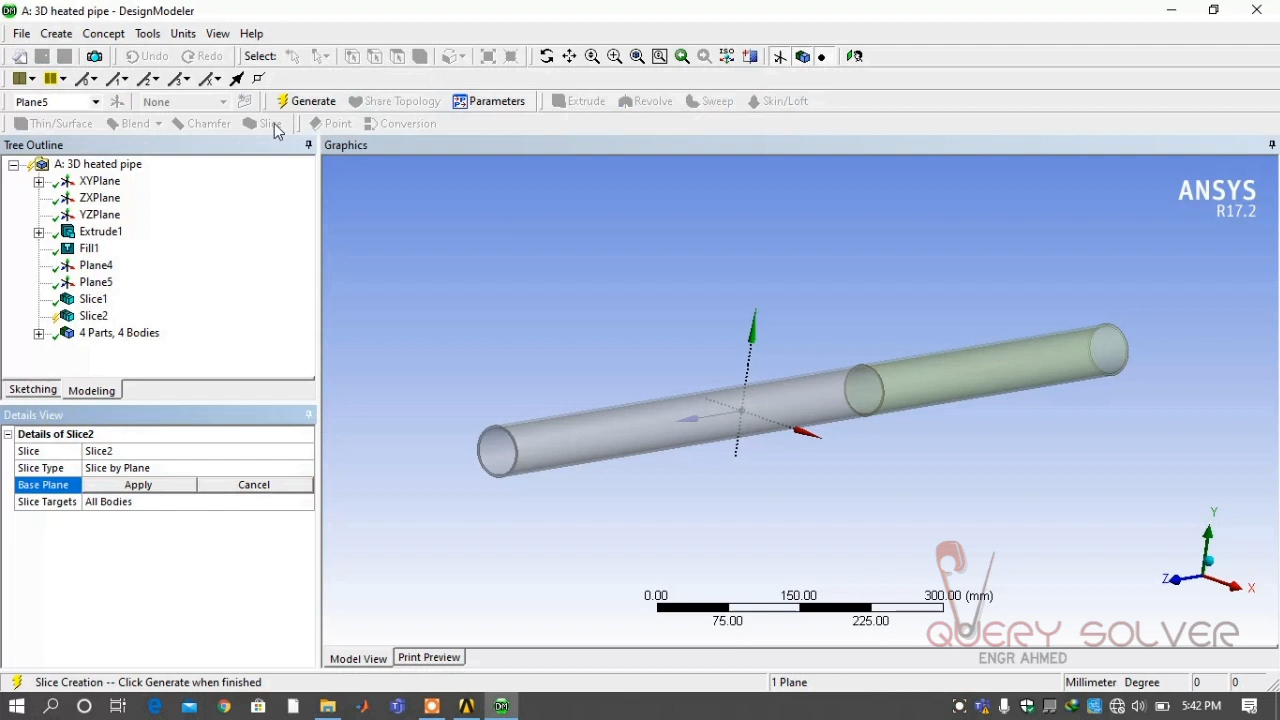 A: 3D heated pipe - DesignModeler
File Create Concept Tools Units View Help
Undo Redo Select: ISO
Plane5 None Generate Share Topology Parameters Extrude Revolve Sweep Skin/Loft
Thin/Surface Blend Chamfer Slice Point Conversion
Tree Outline
Graphics
A: 3D heated pipe
XYPlane
ZXPlane
YZPlane
Extrude1
Fill1
Plane4
Plane5
Slice1
Slice2
4 Parts, 4 Bodies
Sketching Modeling
Details View
Details of Slice2
Slice Slice2
Slice Type Slice by Plane
Base Plane Apply Cancel
Slice Targets All Bodies
ANSYS
R17.2
Y
Z
X
0.00 150.00 300.00 (mm)
75.00 225.00
QUERY SOLVER
ENGR AHMED
Model View Print Preview
Slice Creation -- Click Generate when finished 1 Plane Millimeter Degree 0 0
DM 5:42 PM